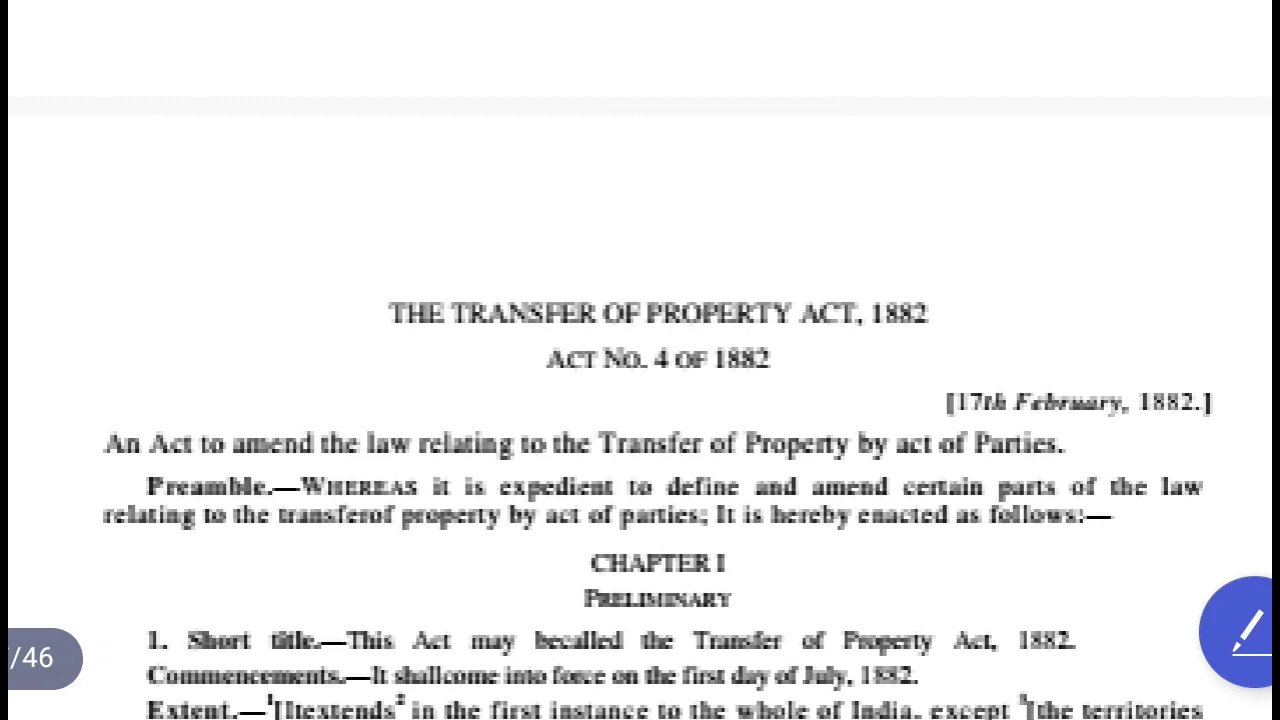 THE TRANSFER OF PROPERTY ACT, 1882
ACT NO. 4 OF 1882
[17th February, 1882.]
An Act to amend the law relating to the Transfer of Property by act of Parties.
Preamble.—WHEREAS it is expedient to define and amend certain parts of the law
relating to the transferof property by act of parties; It is hereby enacted as follows:—
CHAPTER I
PRELIMINARY
1. Short title.—This Act may becalled the Transfer of Property Act, 1882.
Commencements.—It shallcome into force on the first day of July, 1882.
Extent.—¹[Itextends² in the first instance to the whole of India, except ³[the territories
/46